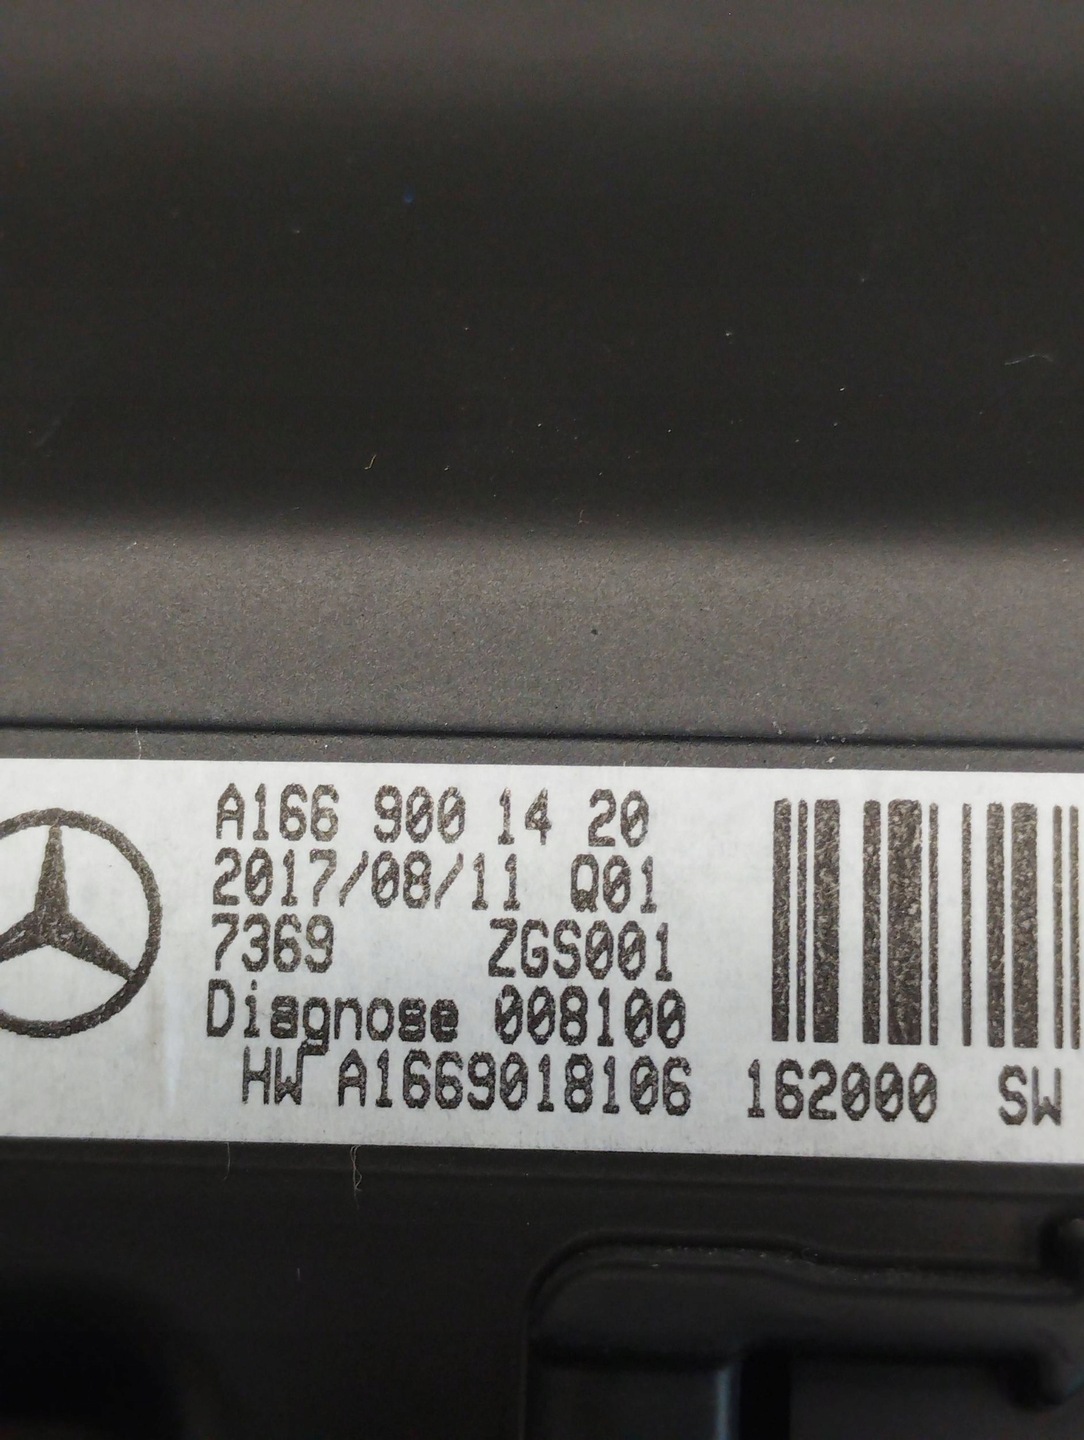 A166 900 14 20
2017/08/11 Q01
7369 ZGS001
Diagnose 008100
HW A1669018106 162000 SW